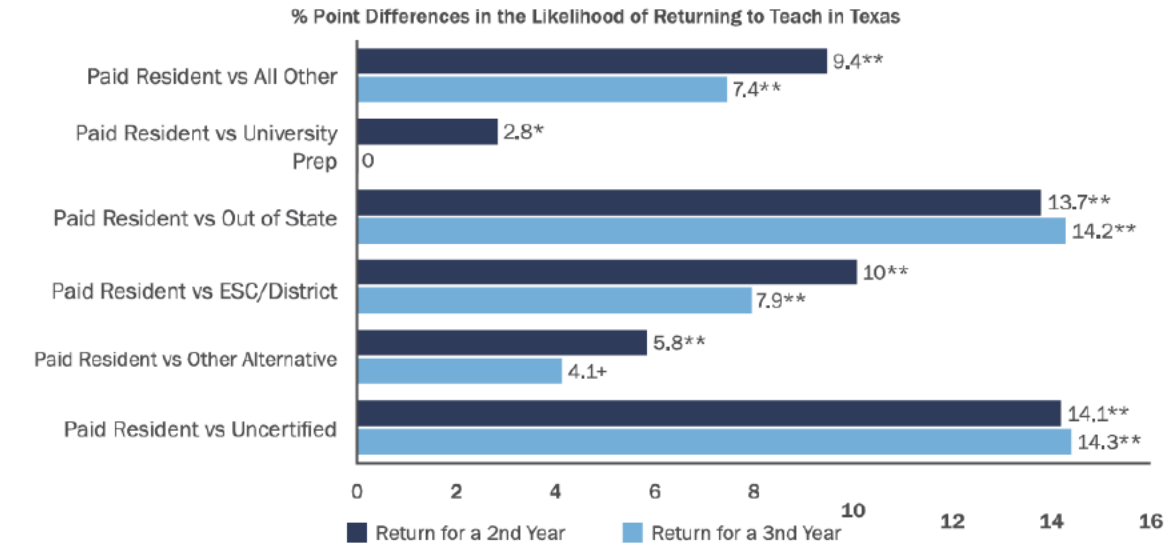 % Point Differences in the Likelihood of Returning to Teach in Texas
Paid Resident vs All Other
9.4**
7.4**
Paid Resident vs University
Prep
2.8*
0
Paid Resident vs Out of State
13.7**
14.2**
Paid Resident vs ESC/District
10**
7.9**
Paid Resident vs Other Alternative
5.8**
4.1+
Paid Resident vs Uncertified
14.1**
14.3**
0 2 4 6 8 10 12 14 16
Return for a 2nd Year
Return for a 3nd Year